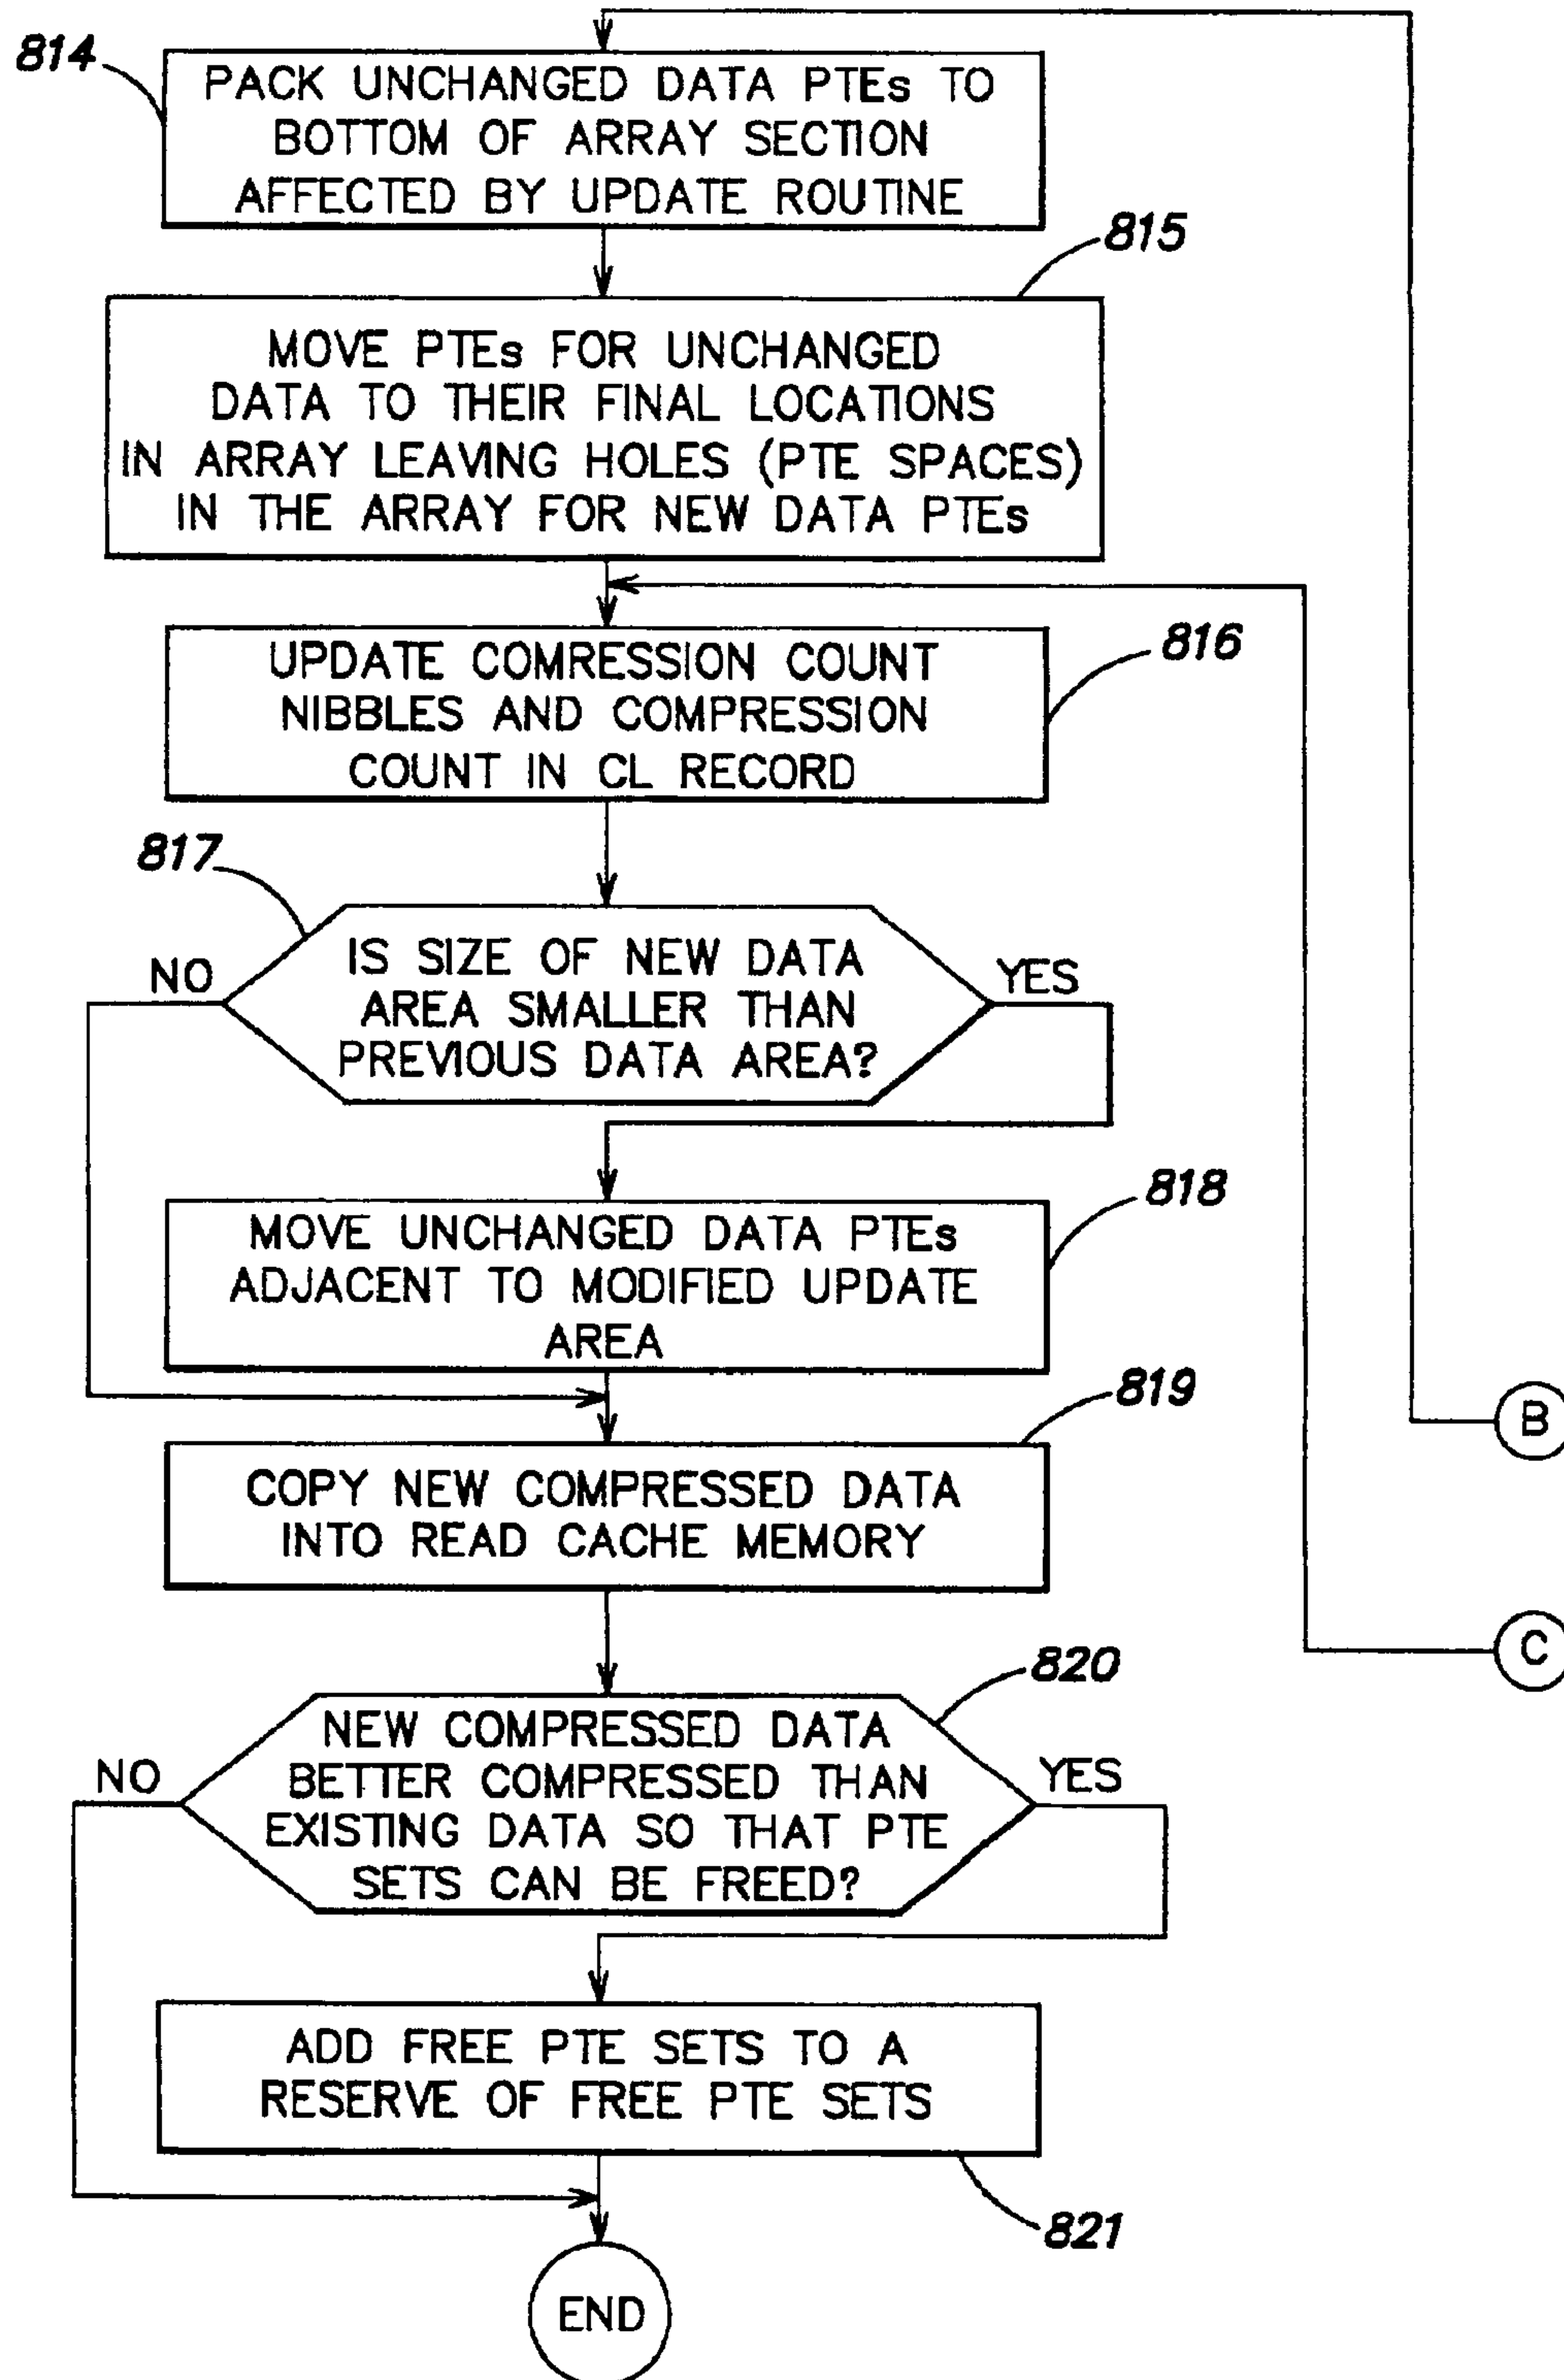 814
PACK UNCHANGED DATA PTEs TO
BOTTOM OF ARRAY SECTION
AFFECTED BY UPDATE ROUTINE
815
MOVE PTEs FOR UNCHANGED
DATA TO THEIR FINAL LOCATIONS
IN ARRAY LEAVING HOLES (PTE SPACES)
IN THE ARRAY FOR NEW DATA PTEs
816
UPDATE COMRESSION COUNT
NIBBLES AND COMPRESSION
COUNT IN CL RECORD
817
NO
IS SIZE OF NEW DATA
AREA SMALLER THAN
PREVIOUS DATA AREA?
YES
818
MOVE UNCHANGED DATA PTEs
ADJACENT TO MODIFIED UPDATE
AREA
819
B
COPY NEW COMPRESSED DATA
INTO READ CACHE MEMORY
C
820
NO
NEW COMPRESSED DATA
BETTER COMPRESSED THAN
EXISTING DATA SO THAT PTE
SETS CAN BE FREED?
YES
ADD FREE PTE SETS TO A
RESERVE OF FREE PTE SETS
821
END